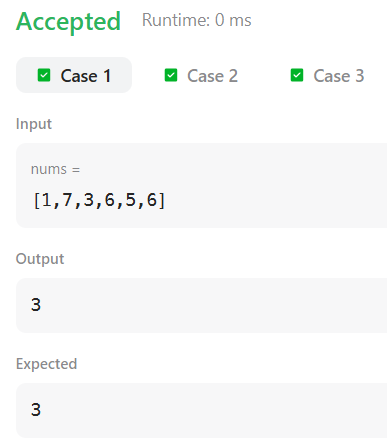 Accepted Runtime: 0 ms
Case 1 Case 2 Case 3
Input
nums =
[1,7,3,6,5,6]
Output
3
Expected
3